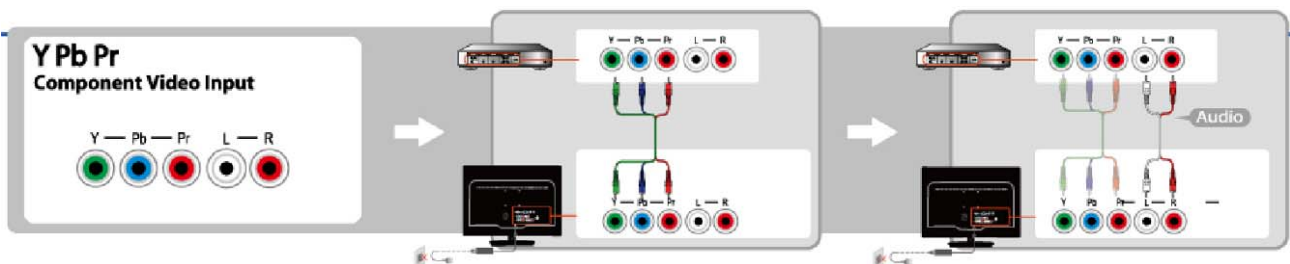 Y Pb Pr
Component Video Input
Y — Pb — Pr L — R
Y — Pb — Pr L — R
Y — Pb — Pr L — R
Y — Pb — Pr L — R
Audio
Y Pb Pr — L — R —